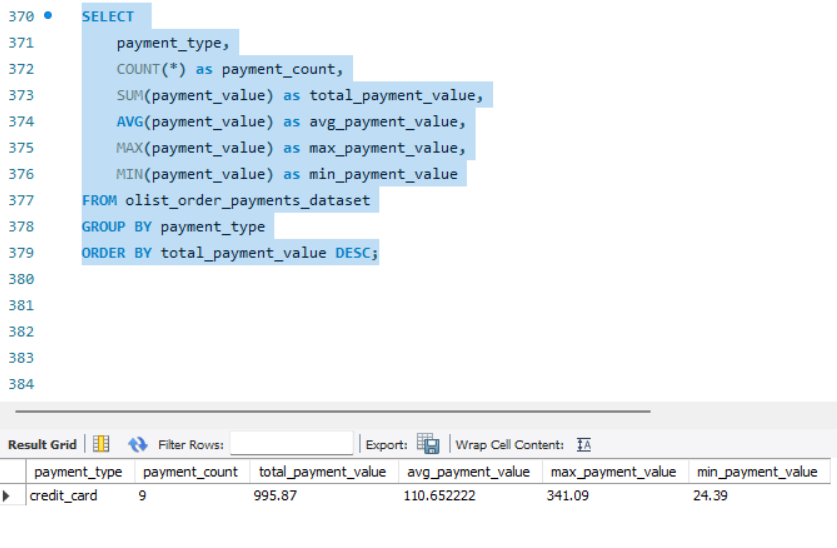 370 SELECT
371 payment_type,
372 COUNT(*) as payment_count,
373 SUM(payment_value) as total_payment_value,
374 AVG(payment_value) as avg_payment_value,
375 MAX(payment_value) as max_payment_value,
376 MIN(payment_value) as min_payment_value
377 FROM olist_order_payments_dataset
378 GROUP BY payment_type
379 ORDER BY total_payment_value DESC;
380
381
382
383
384
Result Grid Filter Rows: Export: Wrap Cell Content: IA
payment_type payment_count total_payment_value avg_payment_value max_payment_value min_payment_value
credit_card 9 995.87 110.652222 341.09 24.39